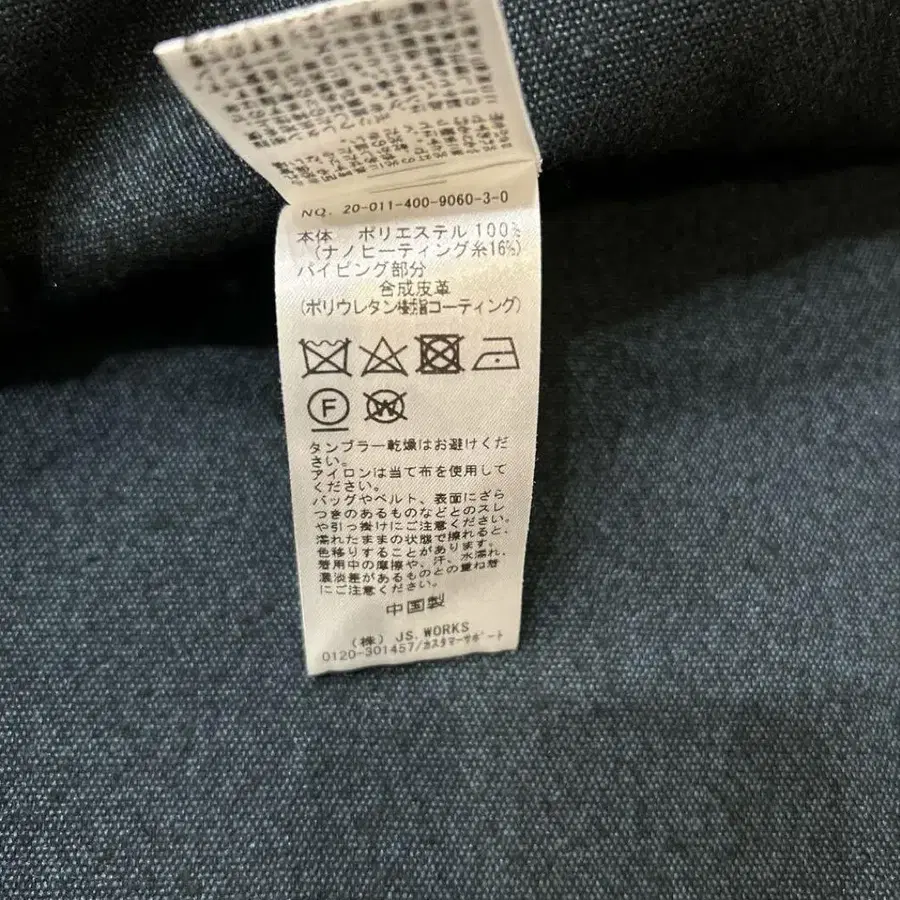 NO. 20-011-400-9060-3-0
本体 ポリエステル 100%
(ナノヒーティング糸16%)
パイピング部分
合成皮革
(ポリウレタン樹脂コーティング)
F W
タンブラー乾燥はお避けくだ
さい。
アイロンは当て布を使用して
ください。
バッグやベルト、表面にざら
つきのあるものなどとのスレ
や引っ掛けにご注意ください。
濡れたままの状態で擦れると、
色移りすることがあります。
着用中の摩擦や、汗、水濡れ、
濃淡差があるものとの重ね着
にご注意ください。
中国製
(株) JS.WORKS
0120-301457/カスタマーサポート